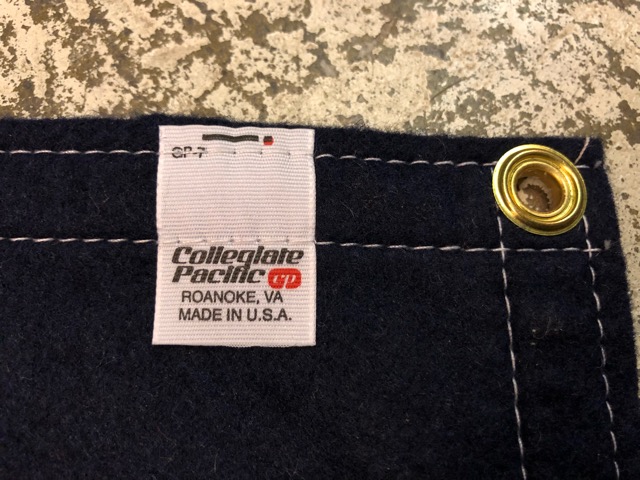 CP-7
Collegiate
Pacific CP
ROANOKE, VA
MADE IN U.S.A.